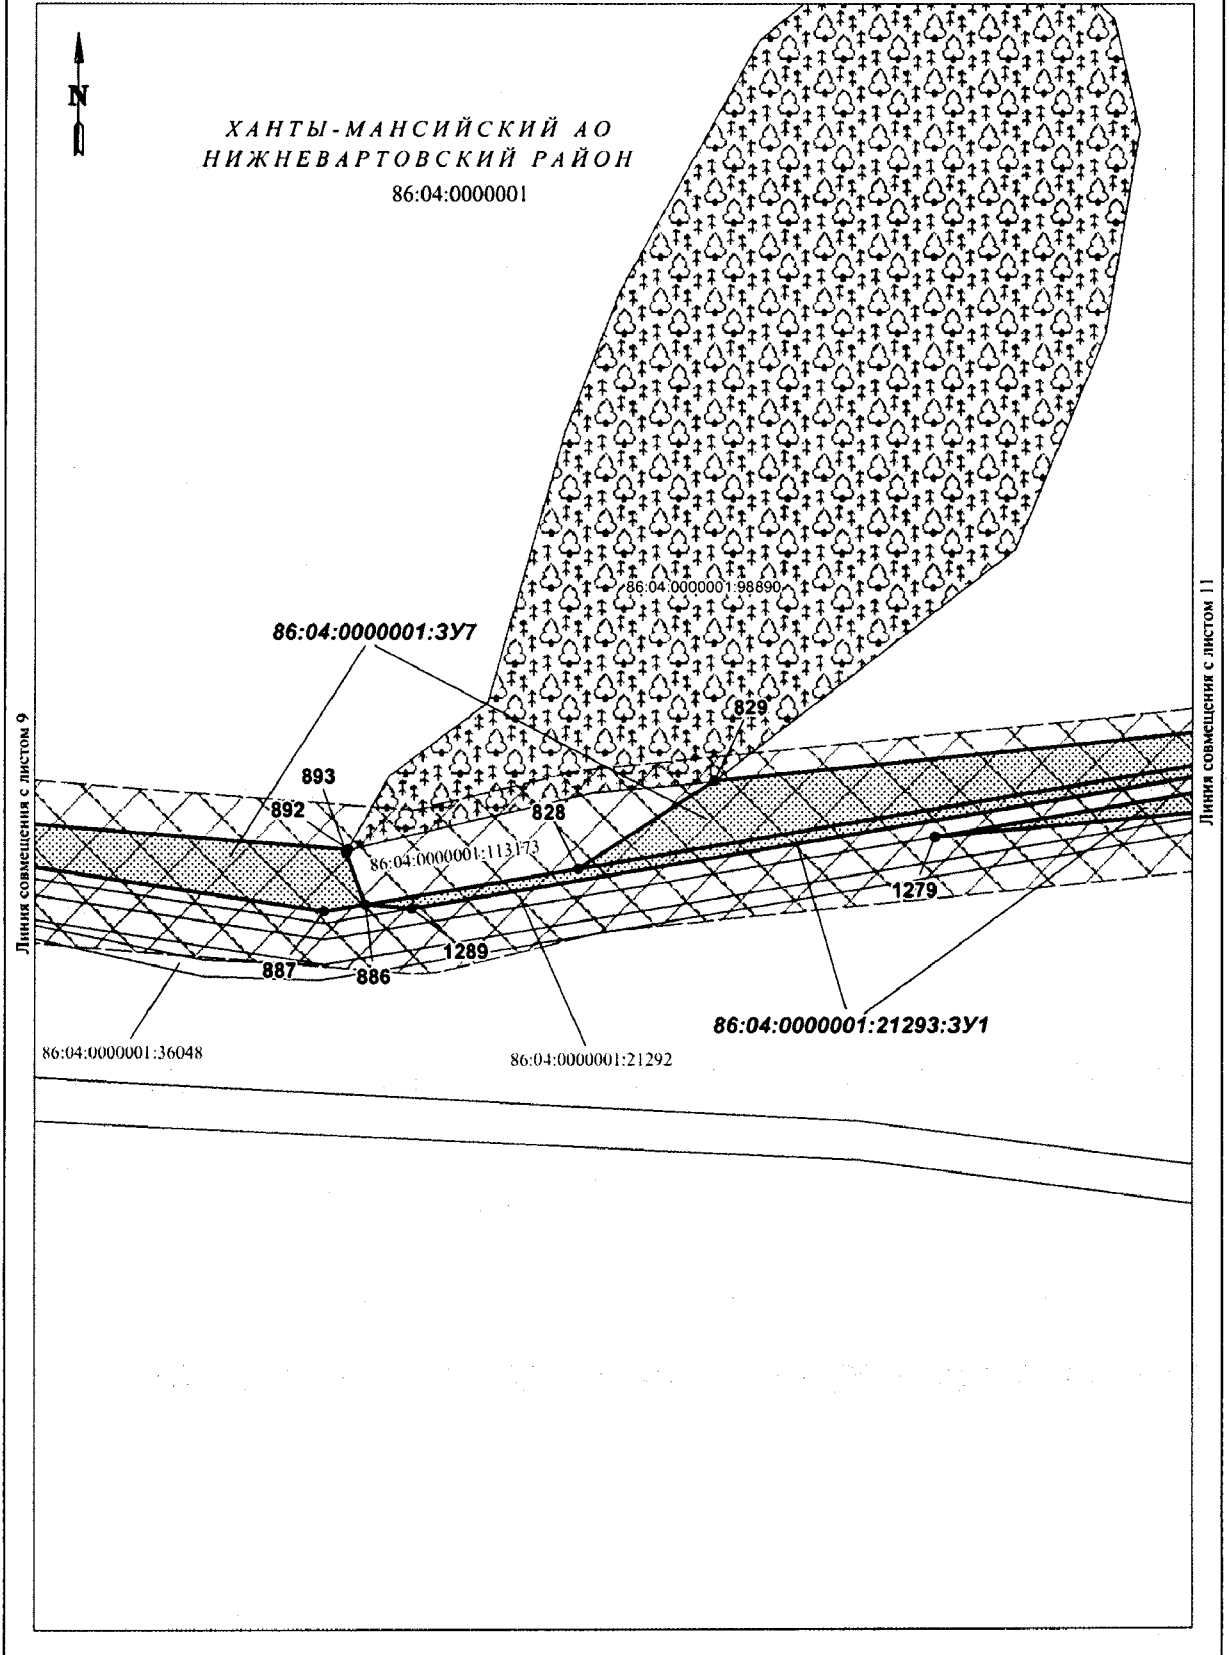 N
ХАНТЫ-МАНСИЙСКИЙ АО
НИЖНЕВАРТОВСКИЙ РАЙОН
86:04:0000001
86:04:0000001:98890
86:04:0000001:ЗУ7
829
893
892
828
86:04:0000001:113173
1279
1289
887
886
86:04:0000001:21293:ЗУ1
86:04:0000001:36048
86:04:0000001:21292
Линия совмещения с листом 9
Линия совмещения с листом 11